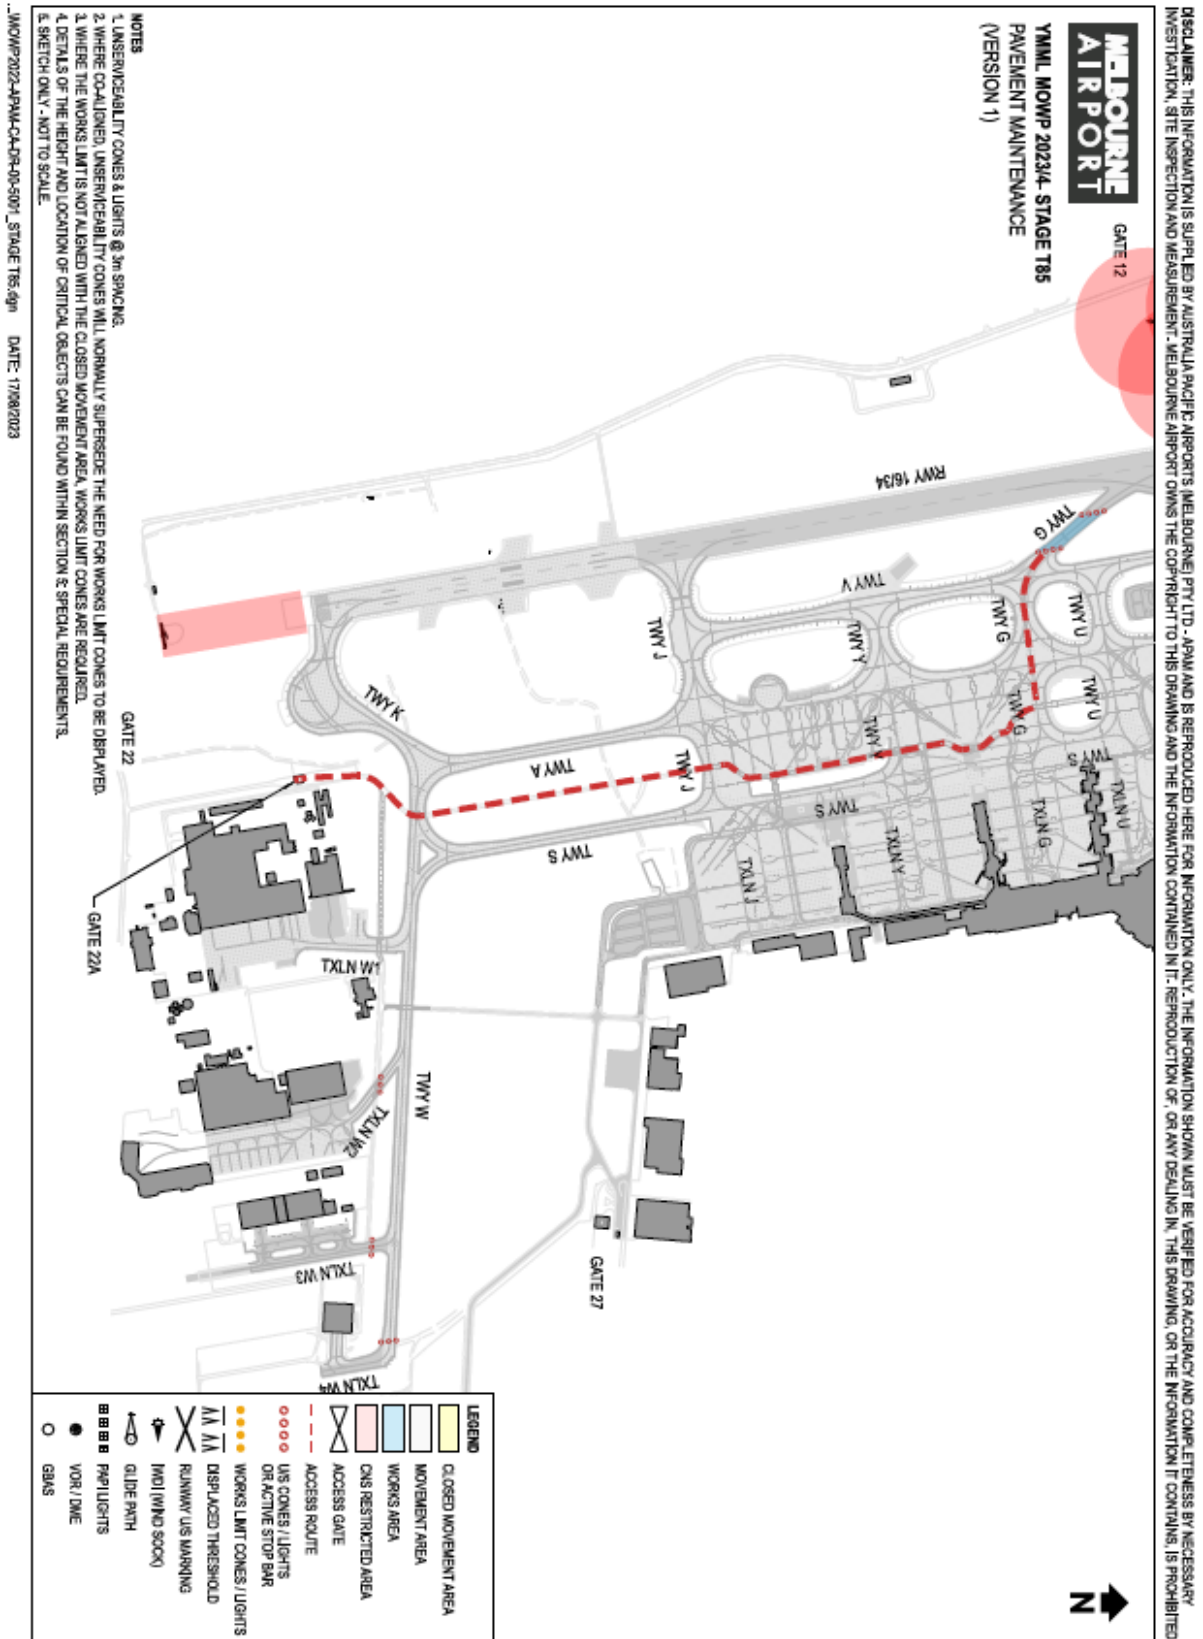 DISCLAIMER: THIS INFORMATION IS SUPPLIED BY AUSTRALIA PACIFIC AIRPORTS (MELBOURNE) PTY LTD - APAM AND IS REPRODUCED HERE FOR INFORMATION ONLY. THE INFORMATION SHOWN MUST BE VERIFIED FOR ACCURACY AND COMPLETENESS BY NECESSARY
INVESTIGATION, SITE INSPECTION AND MEASUREMENT. MELBOURNE AIRPORT OWNS THE COPYRIGHT TO THIS DRAWING AND THE INFORMATION CONTAINED IN IT. REPRODUCTION OF, OR ANY DEALING IN, THIS DRAWING, OR THE INFORMATION IT CONTAINS, IS PROHIBITED
MELBOURNE
AIRPORT
YMML MOWP 2023/4- STAGE T85
PAVEMENT MAINTENANCE
(VERSION 1)
GATE 12
N
RWY 16/34
TWY G
TWY V
TWY U
TWY G
TWY U
TWY G
TWY Y
TWY J
TWY S
TXLN U
TXLN G
TXLN Y
TWY S
TXLN J
TWY J
TWY A
TWY K
TWY S
GATE 22
GATE 22A
TXLN W1
TWY W
TXLN W2
TXLN W3
TXLN W4
GATE 27
LEGEND
CLOSED MOVEMENT AREA
MOVEMENT AREA
WORKS AREA
CNS RESTRICTED AREA
ACCESS GATE
ACCESS ROUTE
U/S CONES / LIGHTS
OR ACTIVE STOP BAR
WORKS LIMIT CONES / LIGHTS
DISPLACED THRESHOLD
RUNWAY U/S MARKING
IWDI (WIND SOCK)
GLIDE PATH
PAPI LIGHTS
VOR / DME
GBAS
NOTES
1. UNSERVICEABILITY CONES & LIGHTS @ 3m SPACING.
2. WHERE CO-ALIGNED, UNSERVICEABILITY CONES WILL NORMALLY SUPERSEDE THE NEED FOR WORKS LIMIT CONES TO BE DISPLAYED.
3. WHERE THE WORKS LIMIT IS NOT ALIGNED WITH THE CLOSED MOVEMENT AREA, WORKS LIMIT CONES ARE REQUIRED.
4. DETAILS OF THE HEIGHT AND LOCATION OF CRITICAL OBJECTS CAN BE FOUND WITHIN SECTION 5: SPECIAL REQUIREMENTS.
5. SKETCH ONLY - NOT TO SCALE.
...\MOWP2022-APAM-CA-DR-00-5001_STAGE T85.dgn DATE: 17/08/2023